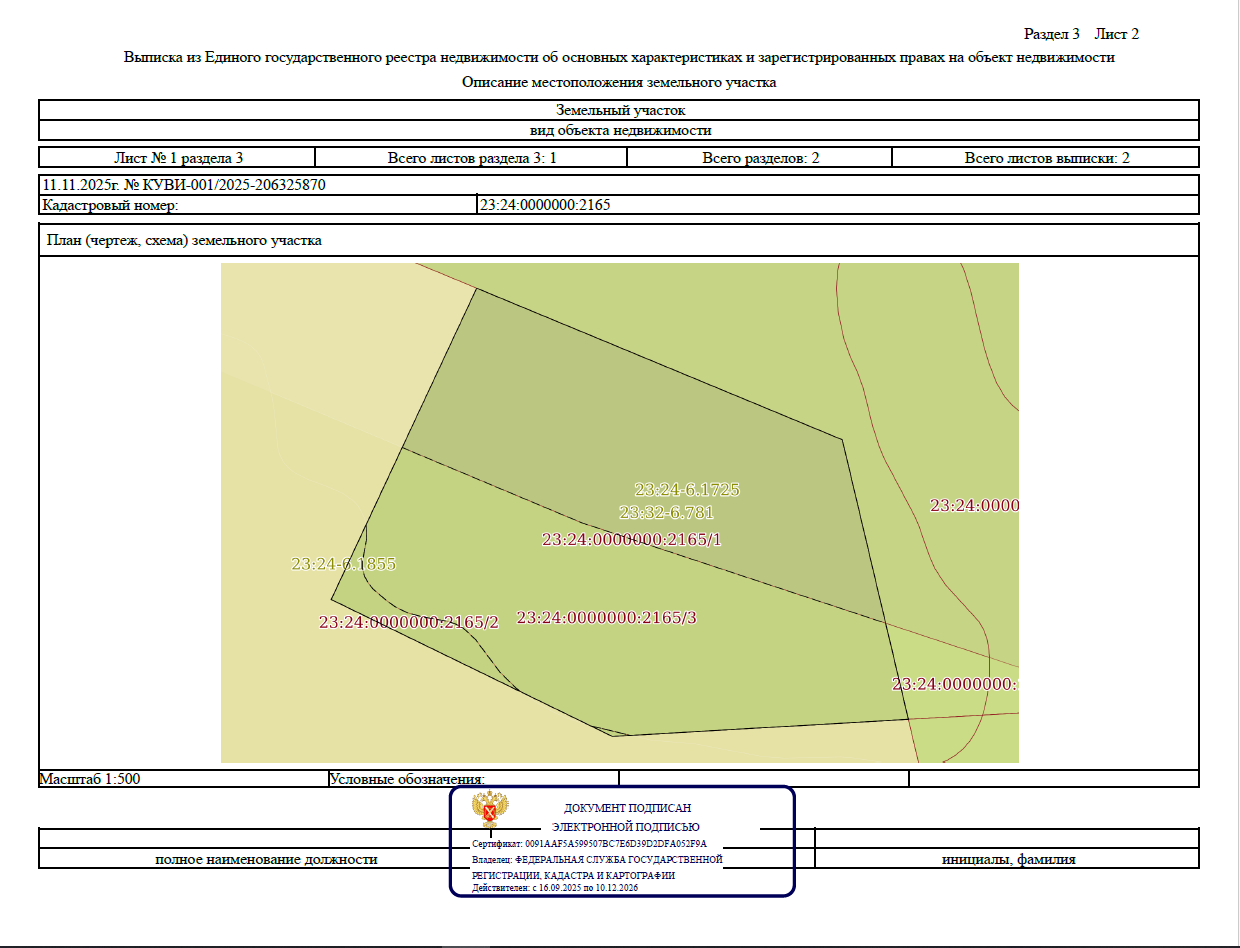 Раздел 3 Лист 2
Выписка из Единого государственного реестра недвижимости об основных характеристиках и зарегистрированных правах на объект недвижимости
Описание местоположения земельного участка
Земельный участок
вид объекта недвижимости
Лист № 1 раздела 3 Всего листов раздела 3: 1 Всего разделов: 2 Всего листов выписки: 2
11.11.2025г. № КУВИ-001/2025-206325870
Кадастровый номер: 23:24:0000000:2165
План (чертеж, схема) земельного участка
23:24-6.1725
23:24:0000
23:32-6.781
23:24:0000000:2165/1
23:24-6.1855
23:24:0000000:2165/2 23:24:0000000:2165/3
23:24:0000000:
Масштаб 1:500 Условные обозначения:
ДОКУМЕНТ ПОДПИСАН
ЭЛЕКТРОННОЙ ПОДПИСЬЮ
Сертификат: 0091AAF5A599507BC7E6D39D2DFA052F9A
полное наименование должности Владелец: ФЕДЕРАЛЬНАЯ СЛУЖБА ГОСУДАРСТВЕННОЙ инициалы, фамилия
РЕГИСТРАЦИИ, КАДАСТРА И КАРТОГРАФИИ
Действителен: с 16.09.2025 по 10.12.2026